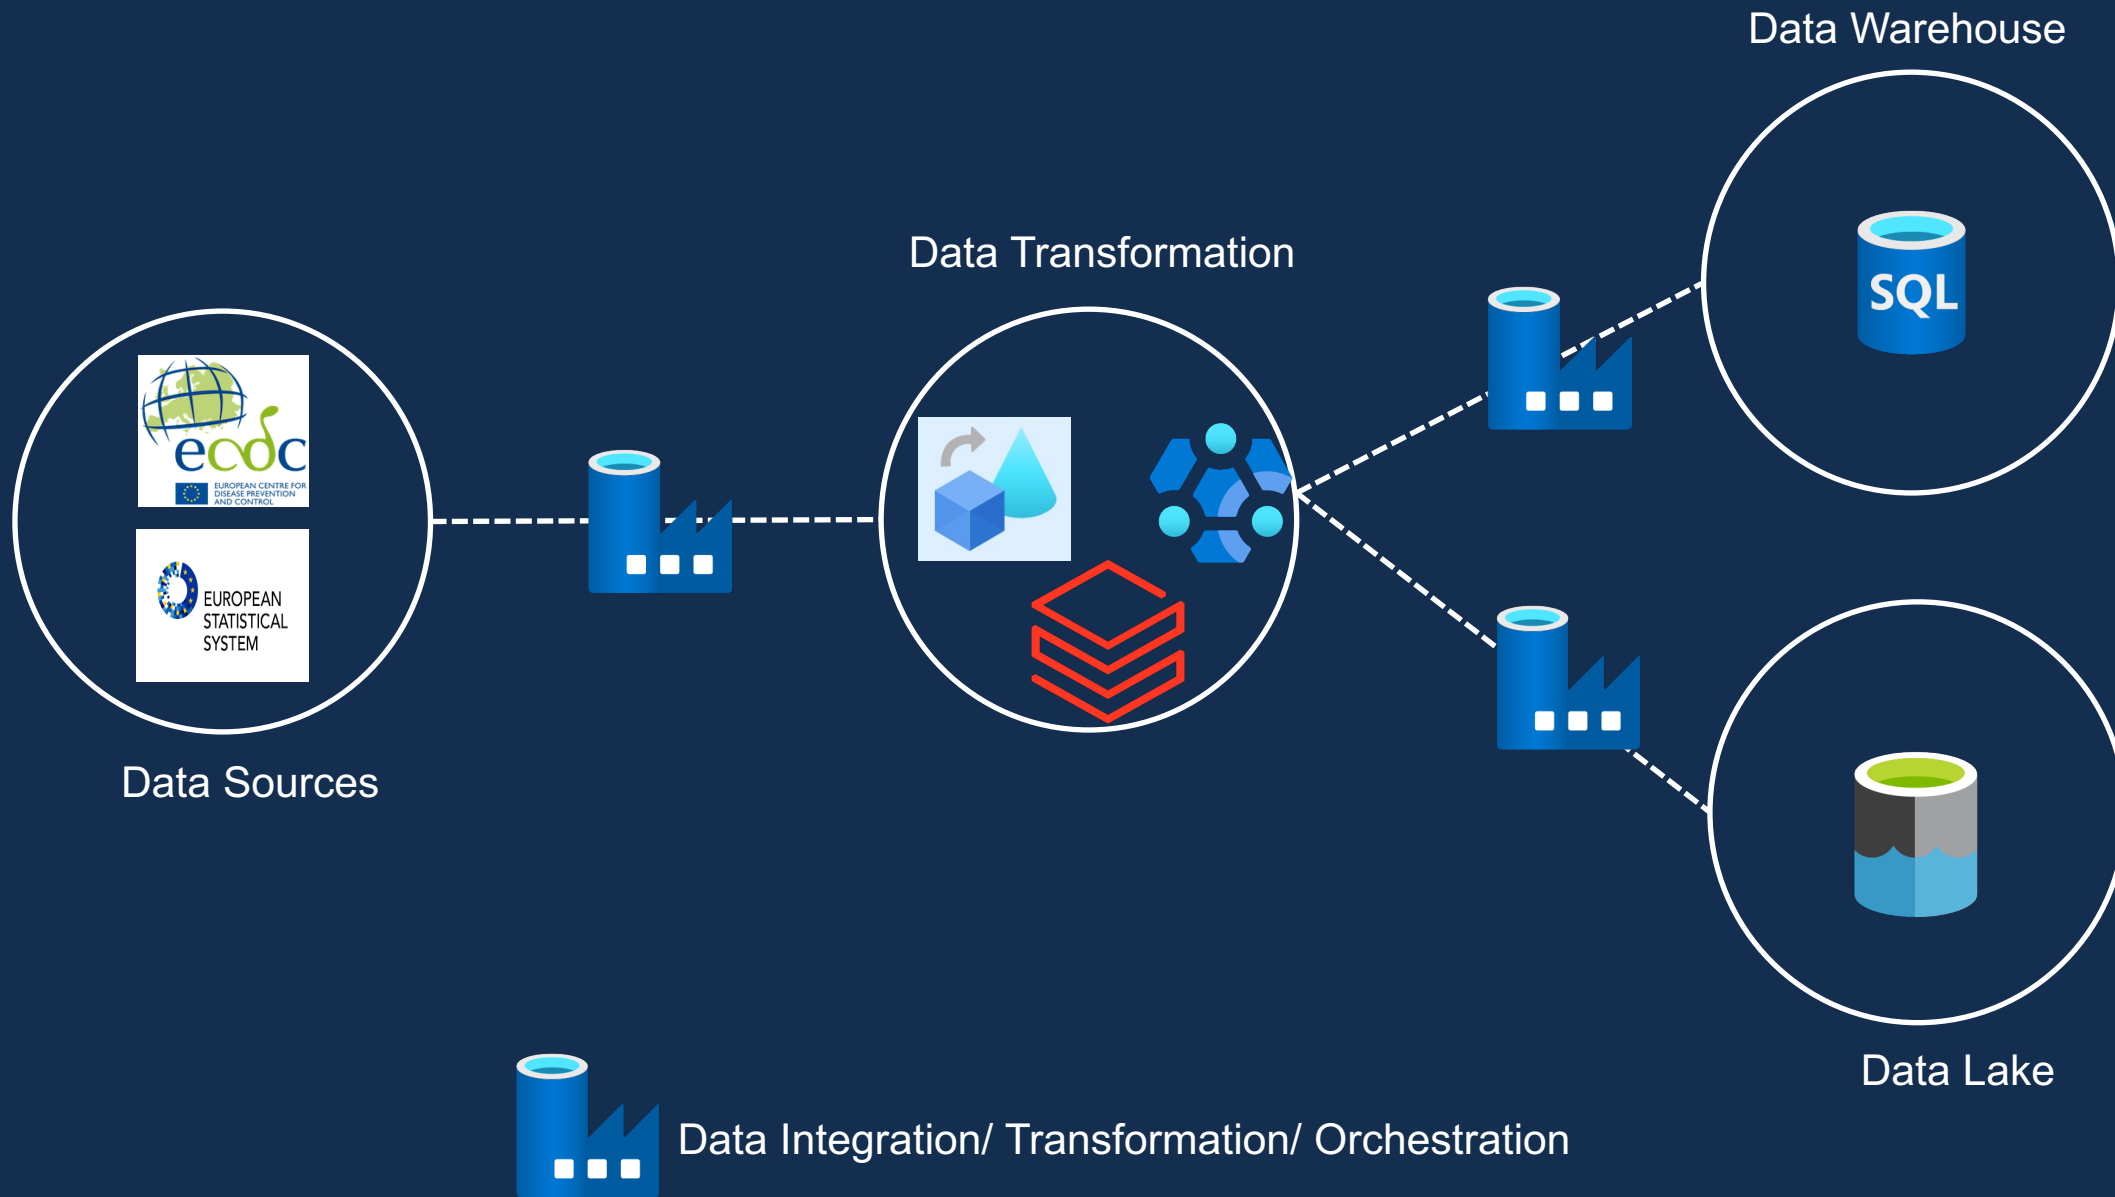 Data Warehouse
SQL
Data Transformation
ecdc
EUROPEAN CENTRE FOR
DISEASE PREVENTION
AND CONTROL
EUROPEAN
STATISTICAL
SYSTEM
Data Sources
Data Lake
Data Integration/ Transformation/ Orchestration